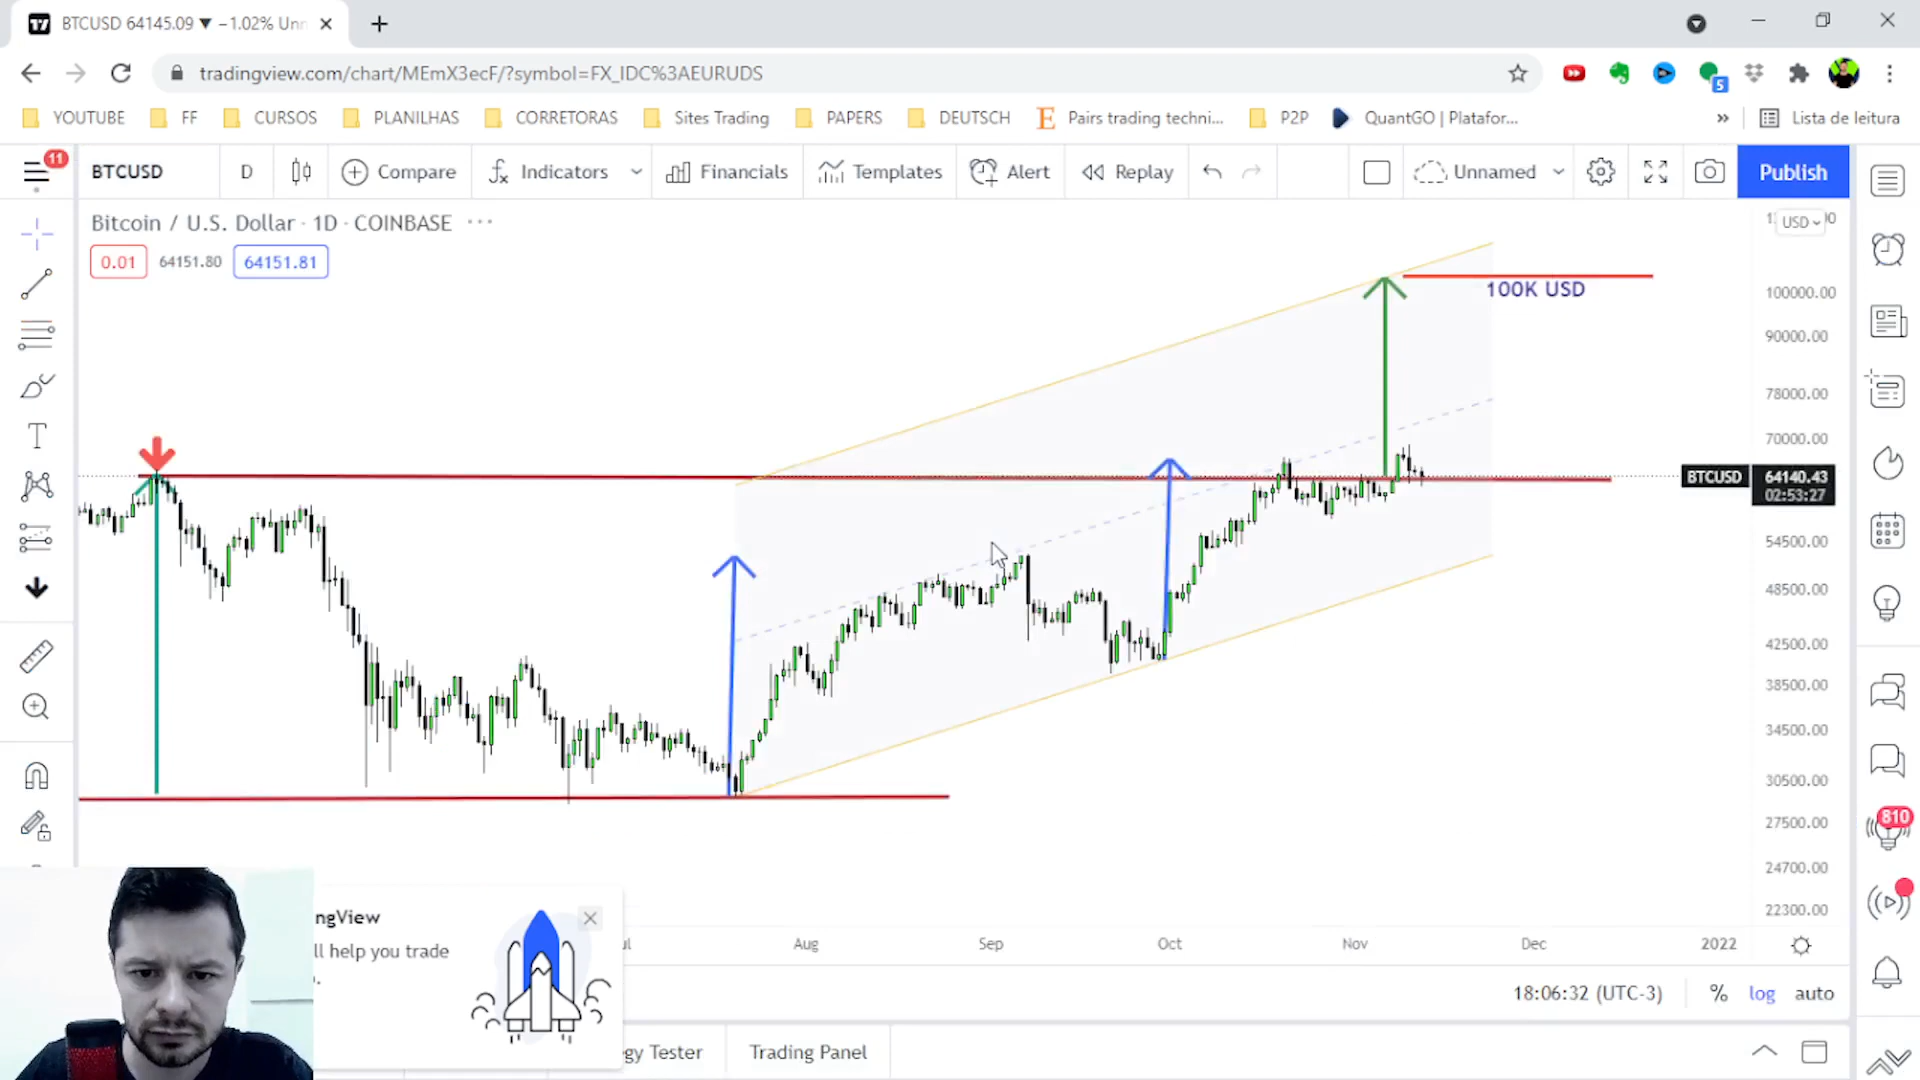 BTCUSD 64145.09 ▼ −1.02% Unn
tradingview.com/chart/MEmX3ecF/?symbol=FX_IDC%3AEURUDS
5
YOUTUBE FF CURSOS PLANILHAS CORRETORAS Sites Trading PAPERS DEUTSCH Pairs trading techni... P2P QuantGO | Platafor... » Lista de leitura
11
BTCUSD D Compare Indicators Financials Templates Alert Replay Unnamed Publish
Bitcoin / U.S. Dollar · 1D · COINBASE ···
0.01 64151.80 64151.81
USD
100K USD
100000.00
90000.00
78000.00
70000.00
BTCUSD 64140.43
02:53:27
54500.00
48500.00
42500.00
38500.00
34500.00
30500.00
27500.00
24700.00
22300.00
810
ngView
ll help you trade
Aug Sep Oct Nov Dec 2022
18:06:32 (UTC-3) % log auto
gy Tester Trading Panel